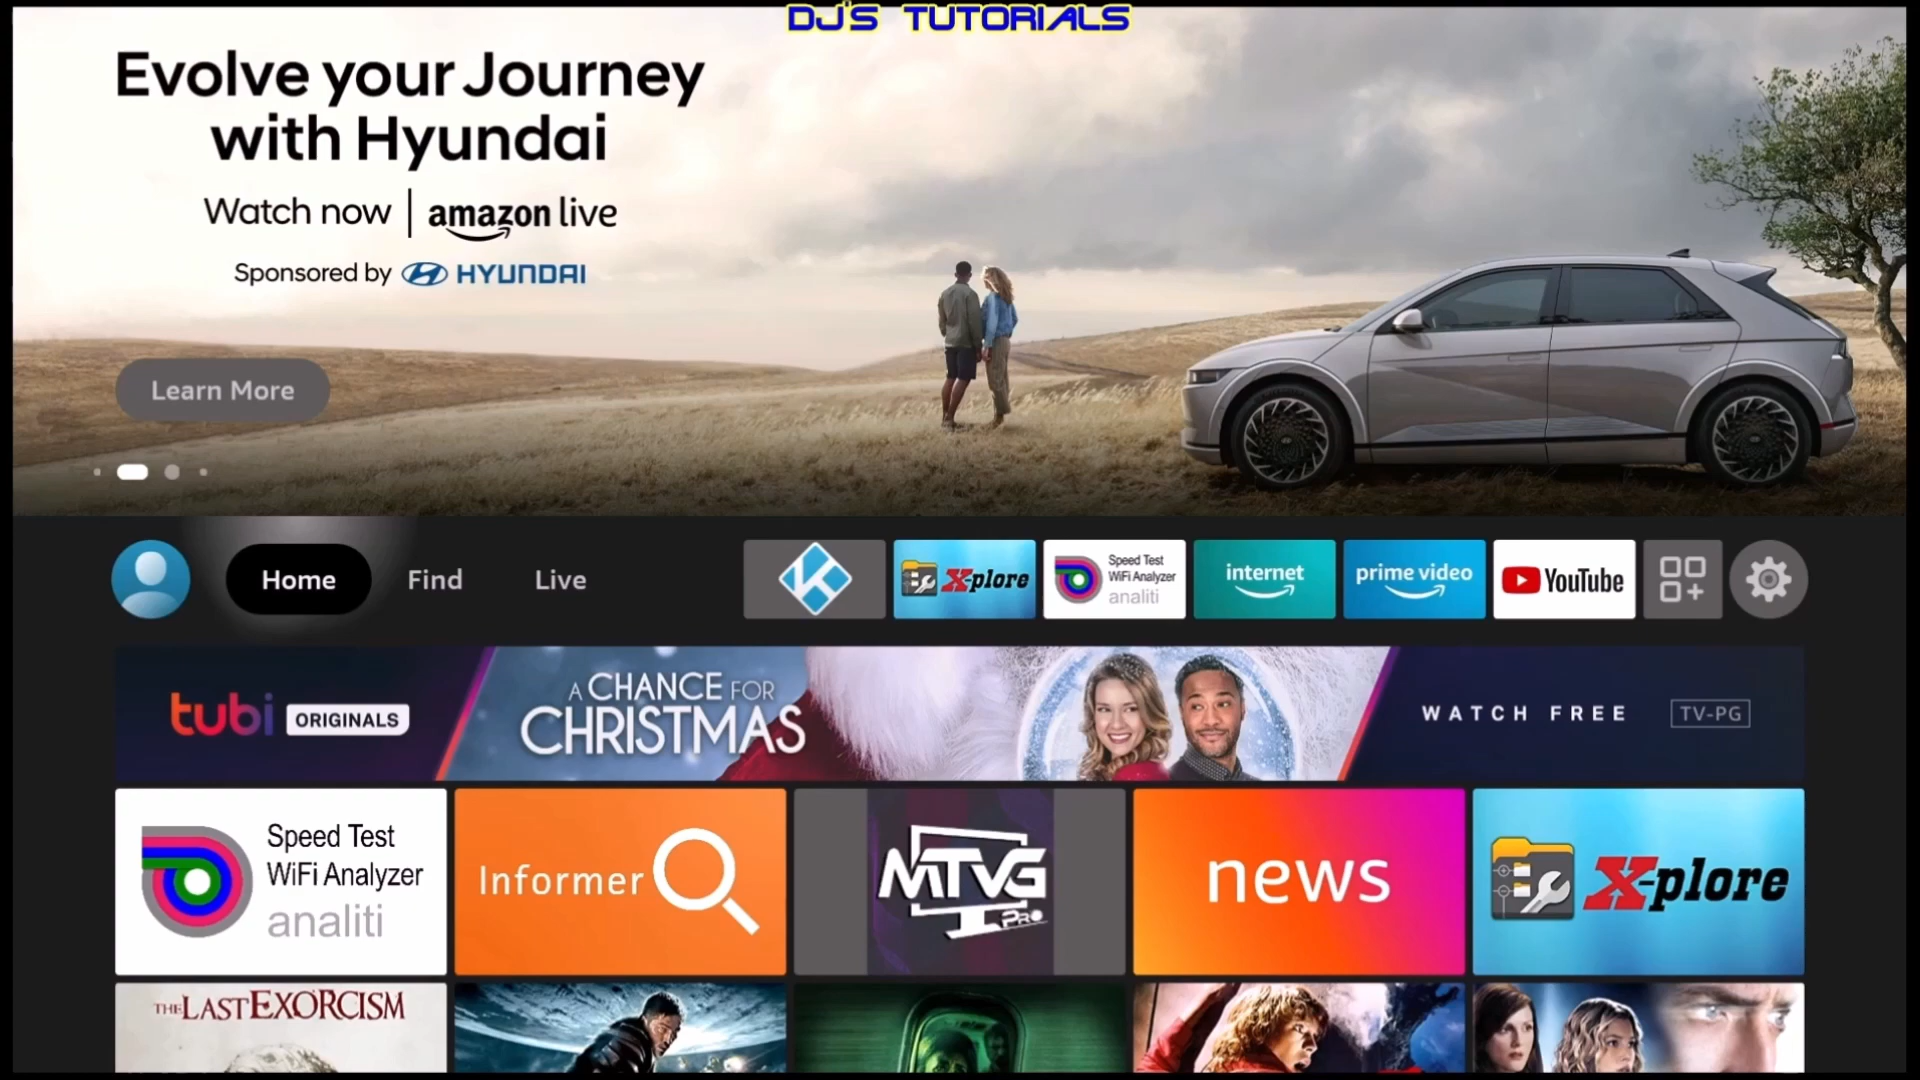 DJ'S TUTORIALS
Evolve your Journey
with Hyundai
Watch now | amazon live
Sponsored by HYUNDAI
Learn More
Home
Find
Live
X-plore
Speed Test
WiFi Analyzer
analiti
internet
prime video
YouTube
tubi ORIGINALS
A CHANCE FOR
CHRISTMAS
WATCH FREE
TV-PG
Speed Test
WiFi Analyzer
analiti
Informer
MTVG
PRO
news
X-plore
THE LAST EXORCISM